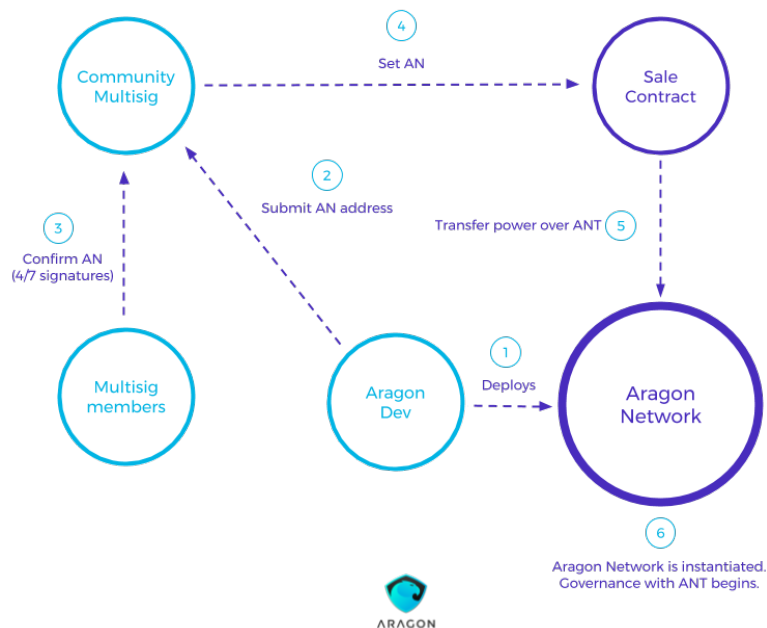 4
Set AN
Community
Multisig
Sale
Contract
2
Submit AN address
3
Confirm AN
(4/7 signatures)
Transfer power over ANT
5
Multisig
members
Aragon
Dev
1
Deploys
Aragon
Network
6
Aragon Network is instantiated.
Governance with ANT begins.
ARAGON